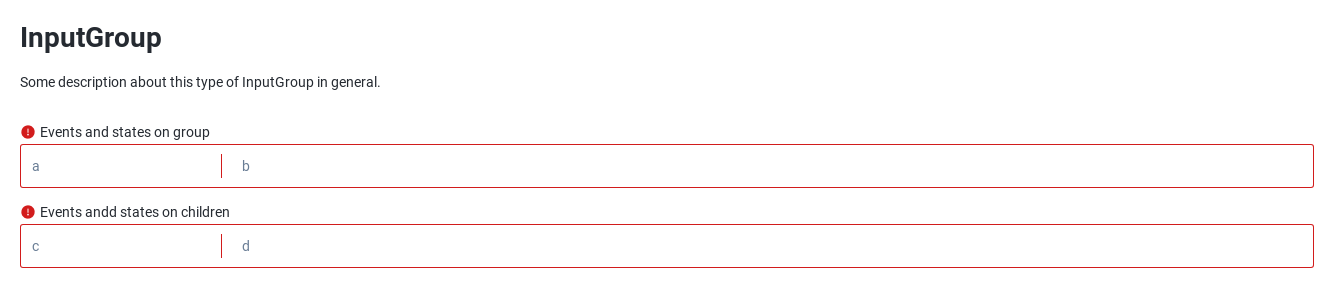 InputGroup
Some description about this type of InputGroup in general.
Events and states on group
a b
Events andd states on children
c d